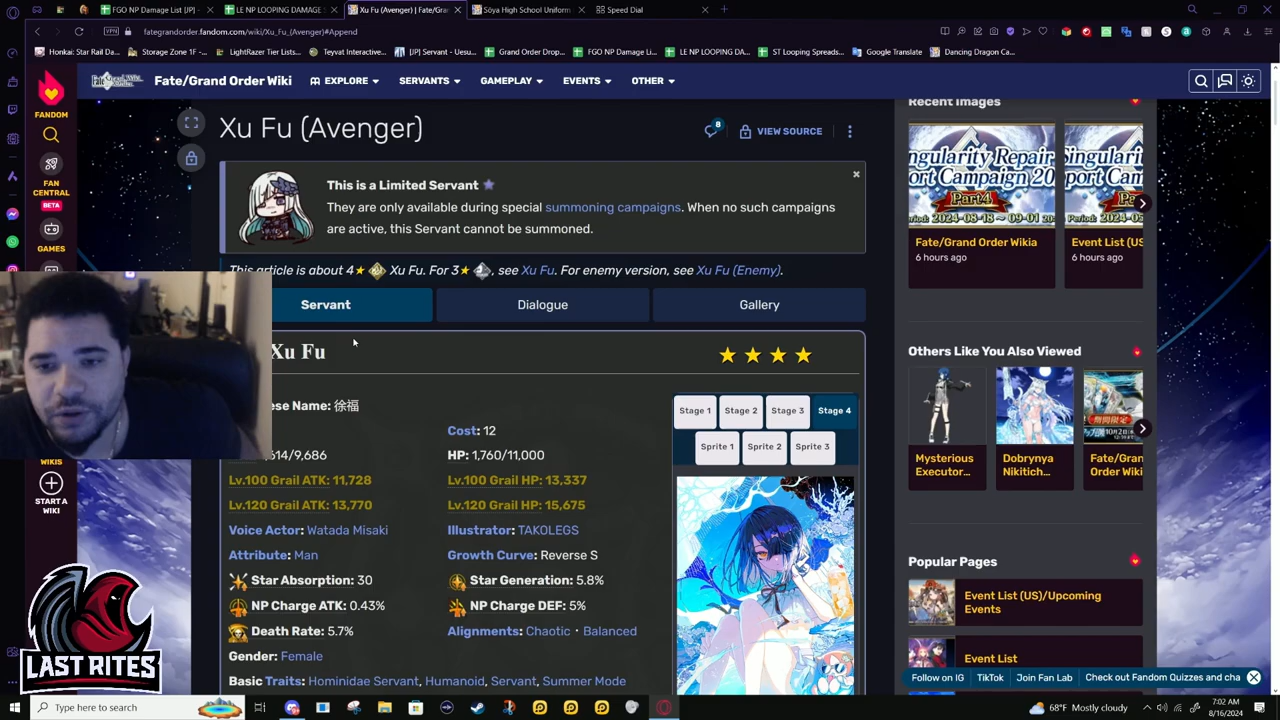 FGO NP Damage List [JP] -
LE NP LOOPING DAMAGE
Xu Fu (Avenger) | Fate/Gran
Sōya High School Uniform
Speed Dial
VPN
fategrandorder.fandom.com/wiki/Xu_Fu_(Avenger)#Append
Honkai: Star Rail Da...
Storage Zone 1F -...
LightRazer Tier Lists...
Teyvat Interactive...
[JP] Servant - Uesu...
Grand Order Drop...
FGO NP Damage Li...
LE NP LOOPING DA...
ST Looping Spreads...
Google Translate
Dancing Dragon Ca...
Fate/Grand Order Wiki
EXPLORE
SERVANTS
GAMEPLAY
EVENTS
OTHER
FANDOM
FAN
CENTRAL
BETA
GAMES
WIKIS
START A
WIKI
Xu Fu (Avenger)
8
VIEW SOURCE
This is a Limited Servant
They are only available during special summoning campaigns. When no such campaigns
are active, this Servant cannot be summoned.
This article is about 4★ Xu Fu. For 3★, see Xu Fu. For enemy version, see Xu Fu (Enemy).
Servant
Dialogue
Gallery
Xu Fu
ese Name: 徐福
Cost: 12
614/9,686
HP: 1,760/11,000
Lv.100 Grail ATK: 11,728
Lv.100 Grail HP: 13,337
Lv.120 Grail ATK: 13,770
Lv.120 Grail HP: 15,675
Voice Actor: Watada Misaki
Illustrator: TAKOLEGS
Attribute: Man
Growth Curve: Reverse S
Star Absorption: 30
Star Generation: 5.8%
NP Charge ATK: 0.43%
NP Charge DEF: 5%
Death Rate: 5.7%
Alignments: Chaotic・Balanced
Gender: Female
Basic Traits: Hominidae Servant, Humanoid, Servant, Summer Mode
Stage 1
Stage 2
Stage 3
Stage 4
Sprite 1
Sprite 2
Sprite 3
Recent Images
Singularity Repair
Part4
2024-08-18 ~ 09-01
Fate/Grand Order Wikia
6 hours ago
Event List (US
6 hours ago
Others Like You Also Viewed
Mysterious
Executor...
Dobrynya
Nikitich...
Fate/Gran
Order Wiki
Popular Pages
Event List (US)/Upcoming
Events
Event List
Follow on IG
TikTok
Join Fan Lab
Check out Fandom Quizzes and cha
LAST RITES
Type here to search
68°F Mostly cloudy
7:02 AM
8/16/2024